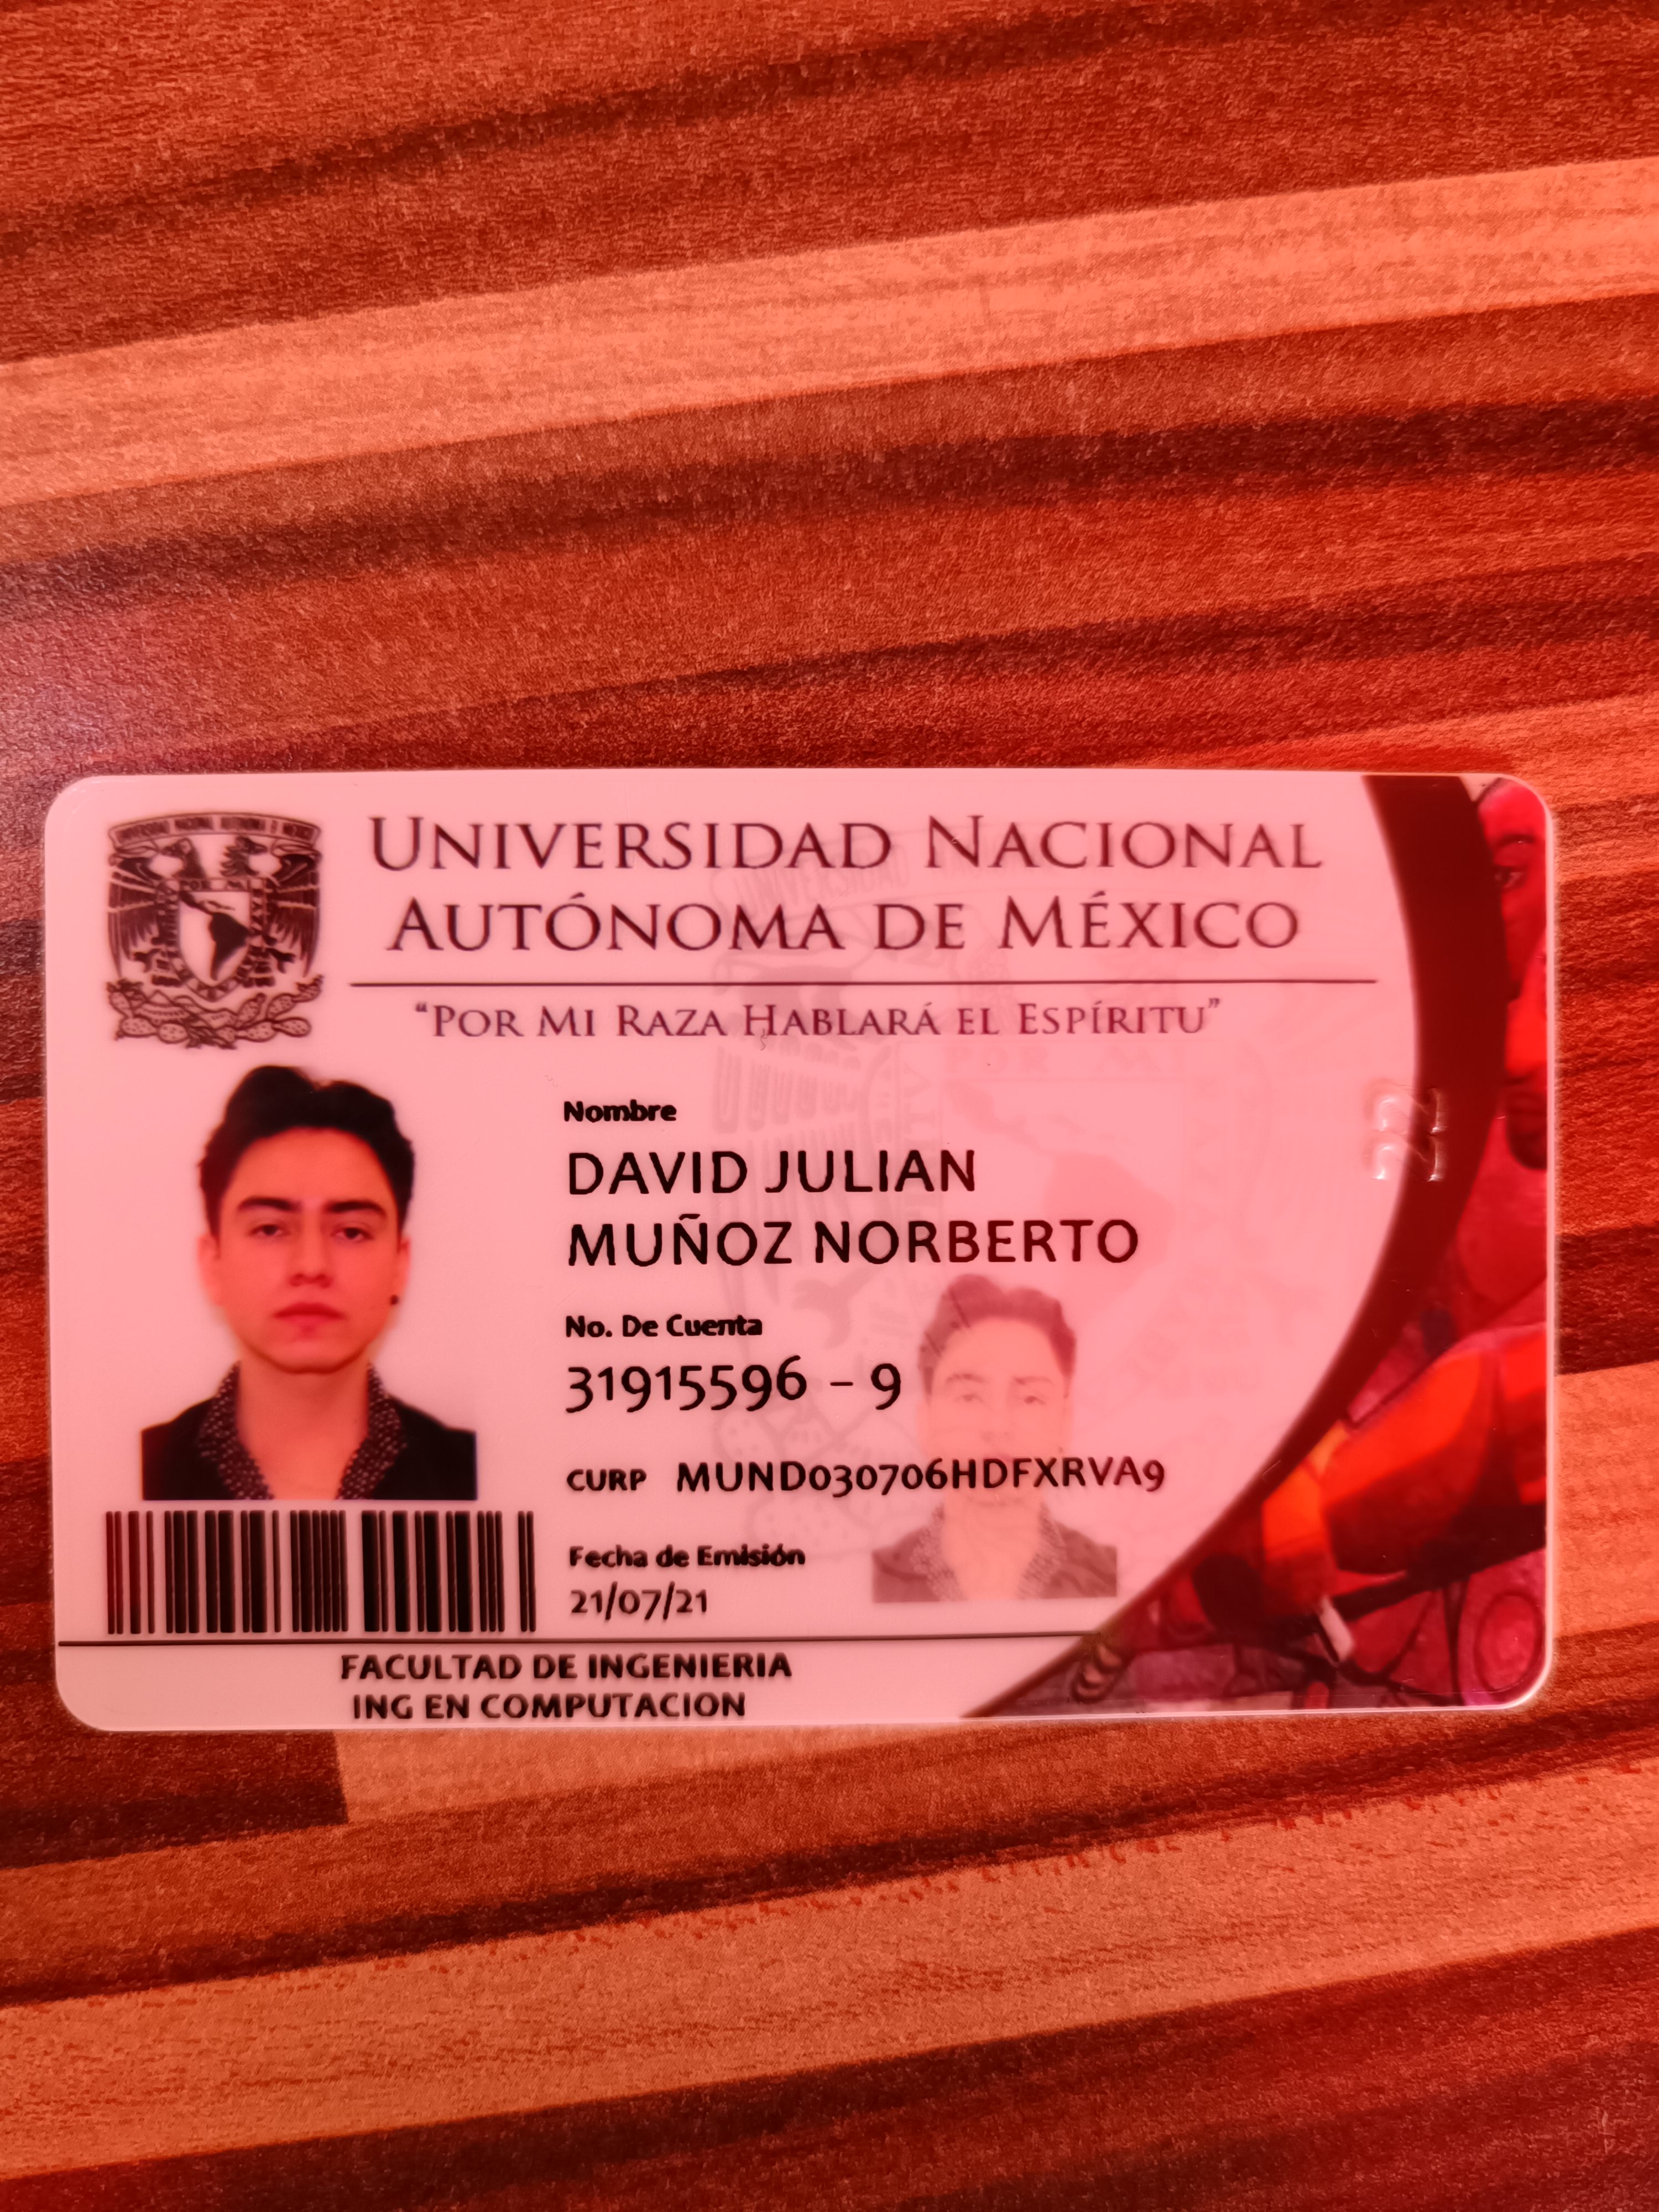 UNIVERSIDAD NACIONAL
AUTÓNOMA DE MÉXICO
"POR MI RAZA HABLARÁ EL ESPÍRITU"
Nombre
DAVID JULIAN
MUÑOZ NORBERTO
No. De Cuenta
31915596 - 9
CURP MUND030706HDFXRVA9
Fecha de Emisión
21/07/21
FACULTAD DE INGENIERIA
ING EN COMPUTACION